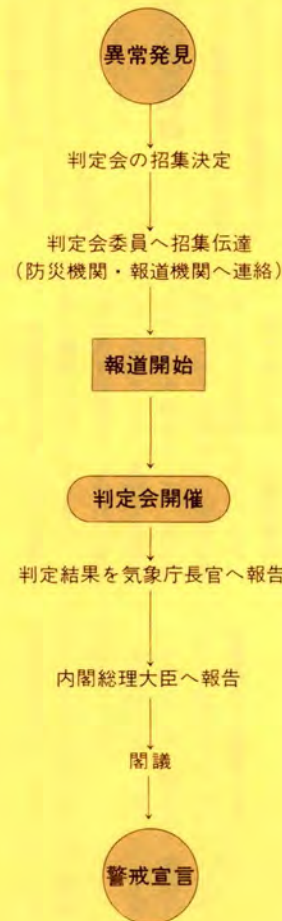 異常発見
判定会の招集決定
判定会委員へ招集伝達
(防災機関・報道機関へ連絡)
報道開始
判定会開催
判定結果を気象庁長官へ報告
内閣総理大臣へ報告
閣議
警戒宣言